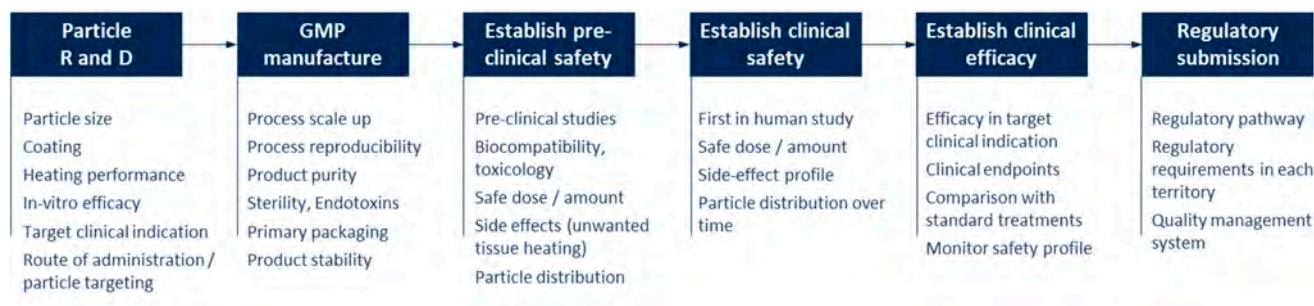 Particle
R and D
Particle size
Coating
Heating performance
In-vitro efficacy
Target clinical indication
Route of administration /
particle targeting
GMP
manufacture
Process scale up
Process reproducibility
Product purity
Sterility, Endotoxins
Primary packaging
Product stability
Establish pre-
clinical safety
Pre-clinical studies
Biocompatibility,
toxicology
Safe dose / amount
Side effects (unwanted
tissue heating)
Particle distribution
Establish clinical
safety
First in human study
Safe dose / amount
Side-effect profile
Particle distribution over
time
Establish clinical
efficacy
Efficacy in target
clinical indication
Clinical endpoints
Comparison with
standard treatments
Monitor safety profile
Regulatory
submission
Regulatory pathway
Regulatory
requirements in each
territory
Quality management
system